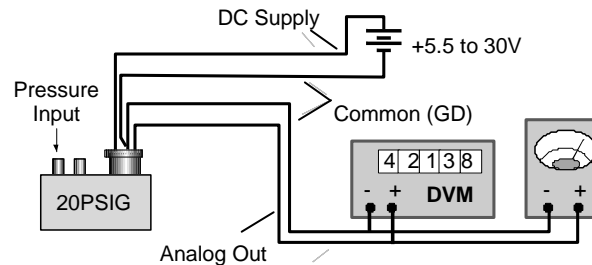 DC Supply
+5.5 to 30V
Pressure
Input
Common (GD)
4 2 1 3 8
- + DVM
- +
20PSIG
Analog Out